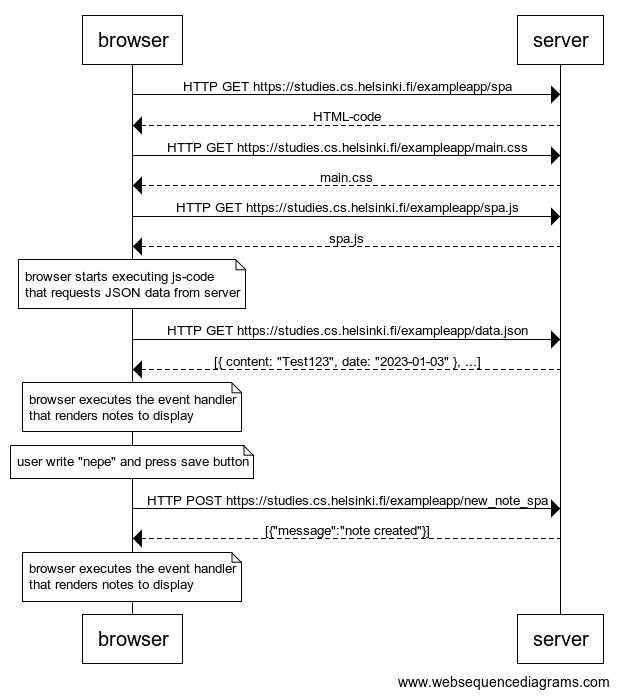 browser
server
HTTP GET https://studies.cs.helsinki.fi/exampleapp/spa
HTML-code
HTTP GET https://studies.cs.helsinki.fi/exampleapp/main.css
main.css
HTTP GET https://studies.cs.helsinki.fi/exampleapp/spa.js
spa.js
browser starts executing js-code
that requests JSON data from server
HTTP GET https://studies.cs.helsinki.fi/exampleapp/data.json
[{ content: "Test123", date: "2023-01-03" }, ...]
browser executes the event handler
that renders notes to display
user write "nepe" and press save button
HTTP POST https://studies.cs.helsinki.fi/exampleapp/new_note_spa
[{"message":"note created"}]
browser executes the event handler
that renders notes to display
browser
server
www.websequencediagrams.com